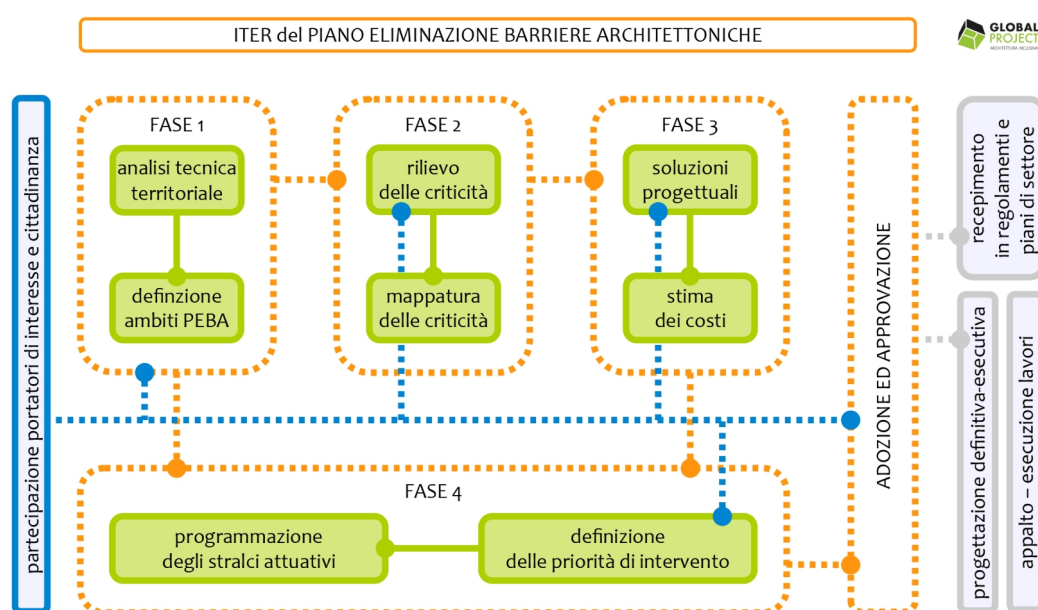 ITER del PIANO ELIMINAZIONE BARRIERE ARCHITETTONICHE
GLOBAL
PROJECT
ARCHITETTURA INCLUSIVA
partecipazione portatori di interesse e cittadinanza
FASE 1
analisi tecnica
territoriale
definzione
ambiti PEBA
FASE 2
rilievo
delle criticità
mappatura
delle criticità
FASE 3
soluzioni
progettuali
stima
dei costi
FASE 4
programmazione
degli stralci attuativi
definizione
delle priorità di intervento
ADOZIONE ED APPROVAZIONE
recepimento
in regolamenti e
piani di settore
progettazione definitiva-esecutiva
appalto – esecuzione lavori